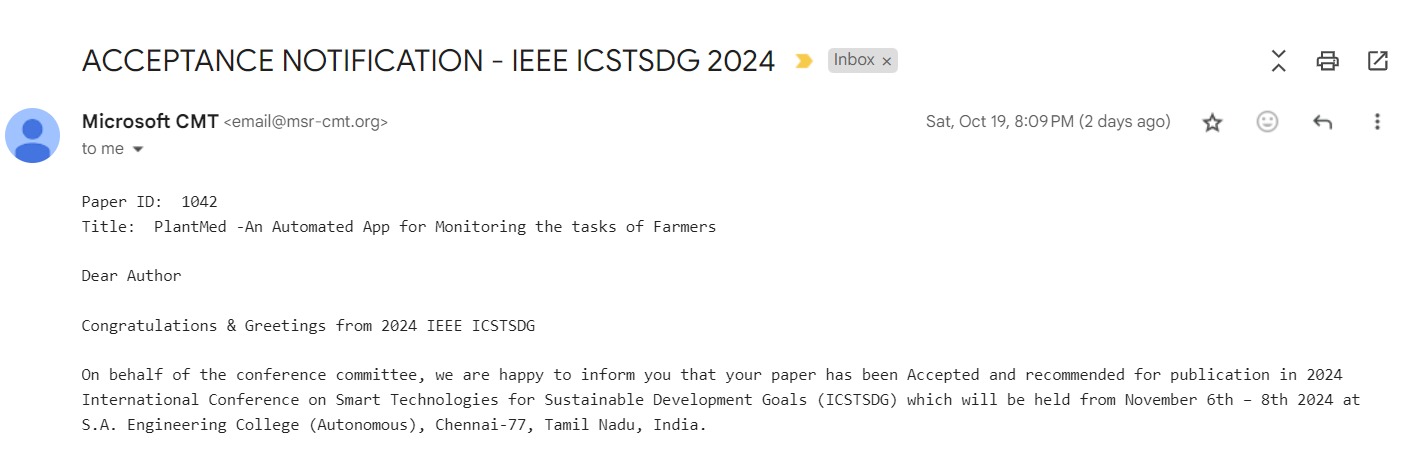 ACCEPTANCE NOTIFICATION - IEEE ICSTSDG 2024 Inbox ×
Microsoft CMT <email@msr-cmt.org> Sat, Oct 19, 8:09 PM (2 days ago)
to me
Paper ID:  1042
Title:  PlantMed -An Automated App for Monitoring the tasks of Farmers
Dear Author
Congratulations & Greetings from 2024 IEEE ICSTSDG
On behalf of the conference committee, we are happy to inform you that your paper has been Accepted and recommended for publication in 2024
International Conference on Smart Technologies for Sustainable Development Goals (ICSTSDG) which will be held from November 6th – 8th 2024 at
S.A. Engineering College (Autonomous), Chennai-77, Tamil Nadu, India.